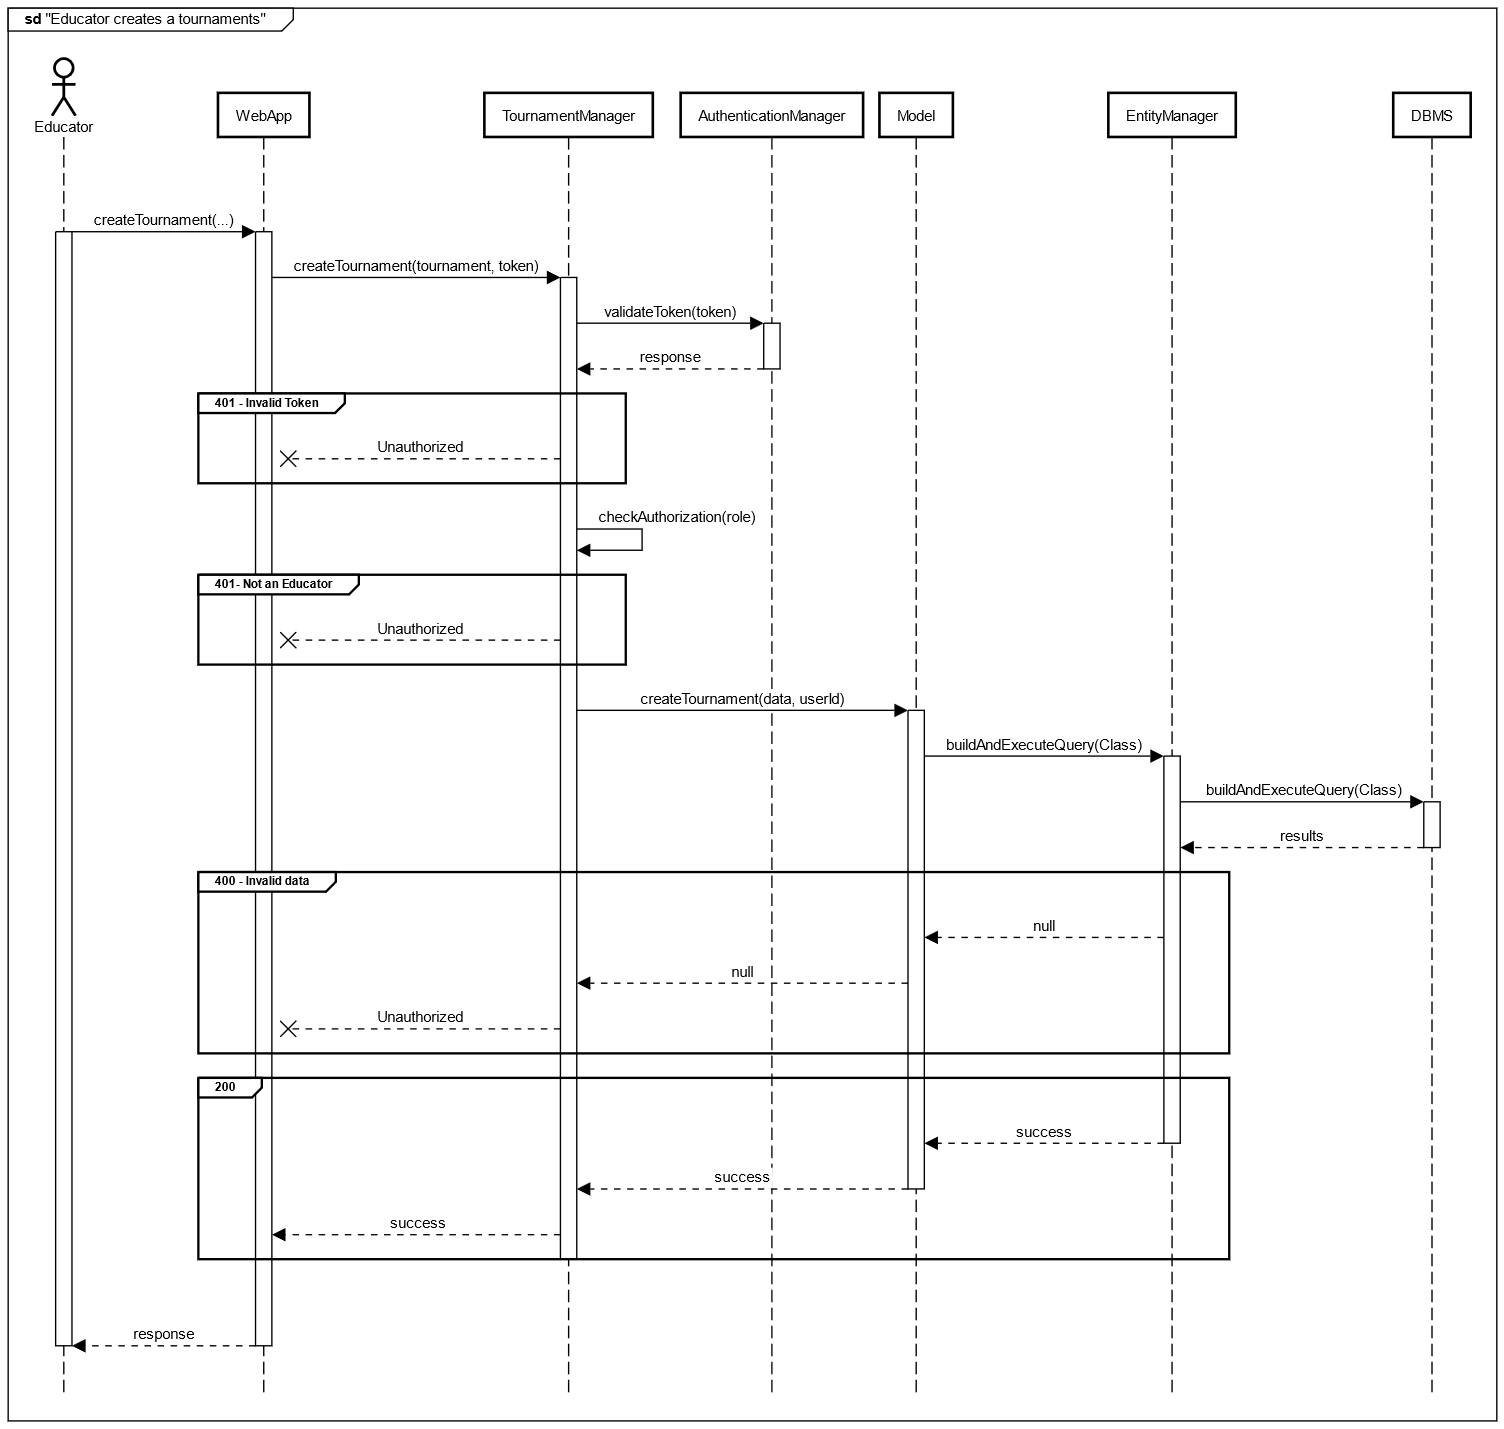 sd "Educator creates a tournaments"
Educator
WebApp
TournamentManager
AuthenticationManager
Model
EntityManager
DBMS
createTournament(...)
createTournament(tournament, token)
validateToken(token)
response
401 - Invalid Token
Unauthorized
checkAuthorization(role)
401- Not an Educator
Unauthorized
createTournament(data, userId)
buildAndExecuteQuery(Class)
buildAndExecuteQuery(Class)
results
400 - Invalid data
null
null
Unauthorized
200
success
success
success
response